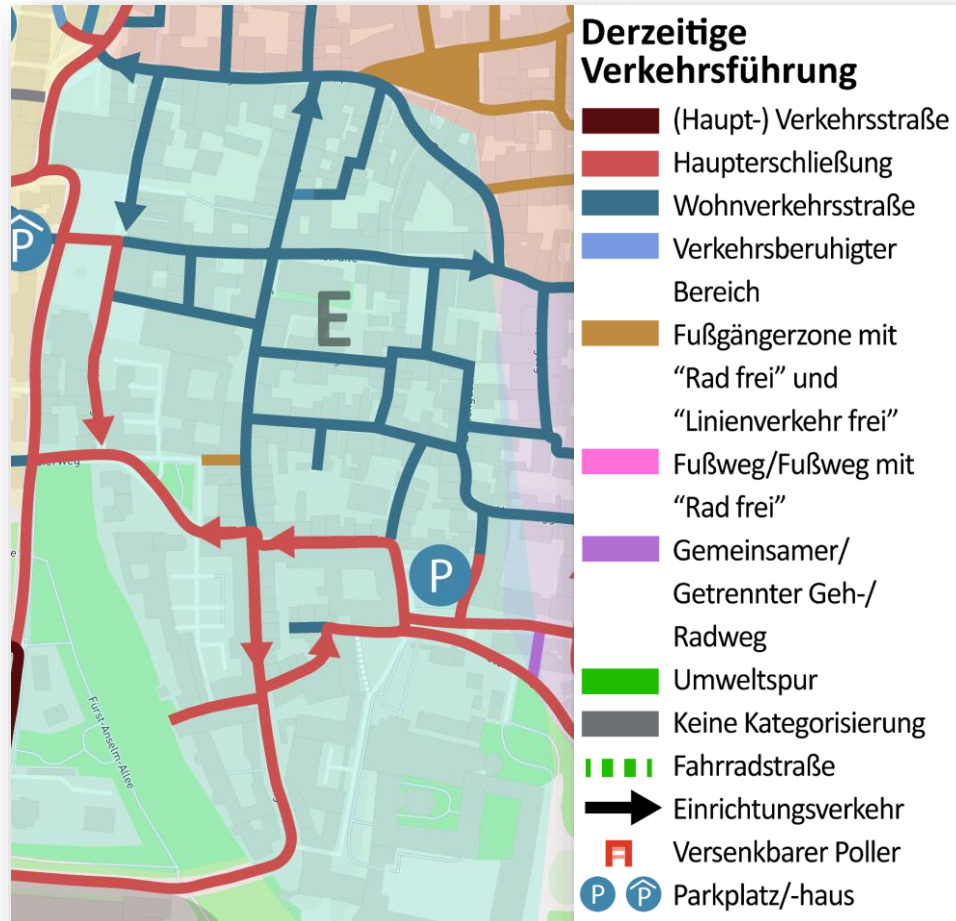 Derzeitige
Verkehrsführung
(Haupt-) Verkehrsstraße
Haupterschließung
Wohnverkehrsstraße
Verkehrsberuhigter
Bereich
Fußgängerzone mit
“Rad frei” und
“Linienverkehr frei”
Fußweg/Fußweg mit
“Rad frei”
Gemeinsamer/
Getrennter Geh-/
Radweg
Umweltspur
Keine Kategorisierung
Fahrradstraße
Einrichtungsverkehr
Versenkbarer Poller
P P Parkplatz/-haus
P
E
P
Fürst-Anselm-Allee